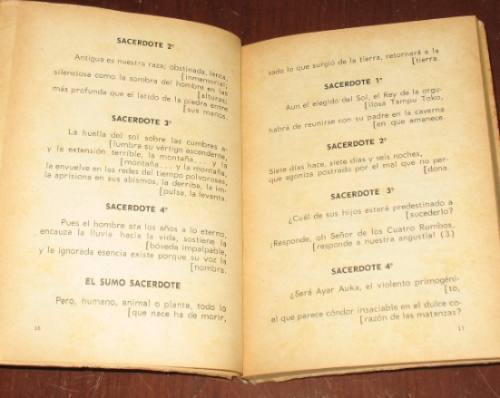 SACERDOTE 2º
Antigua es nuestra raza; obstinada, terca,
[inmemorial;
silenciosa como la sombra del hombre en las
[alturas;
más profunda que el latido de la piedra entre
[sus manos.
SACERDOTE 3º
La huella del sol sobre las cumbres a-
[lumbra su vértigo ascendente,
y la extensión terrible, la montaña... y la
[montaña... y la montaña,
la envuelve en las redes del tiempo polvoroso,
la aprisiona en sus abismos, la derriba, la im-
[pulsa, la levanta.
SACERDOTE 4º
Pues el hombre ata los años a lo eterno,
encauza la lluvia hacia la vida, sostiene la
[bóveda impalpable,
y la ignorada esencia existe porque su voz la
[nombra.
EL SUMO SACERDOTE
Pero, humano, animal o planta, todo lo
[que nace ha de morir,
10
todo lo que surgió de la tierra, retornará a la
[tierra.
SACERDOTE 1º
Aun el elegido del Sol, el Rey de la orgu-
[llosa Tampu Toko,
habrá de reunirse con su padre en la caverna
[en que amanece.
SACERDOTE 2º
Siete días hace, siete días y seis noches,
que agoniza postrado por el mal que no per-
[dona.
SACERDOTE 3º
¿Cuál de sus hijos estará predestinado a
[sucederlo?
¡Responde, oh Señor de los Cuatro Rumbos,
[responde a nuestra angustia! (3)
SACERDOTE 4º
¿Será Ayar Auka, el violento primogéni-
[to,
el que parece cóndor insaciable en el dulce co-
[razón de las matanzas?
11